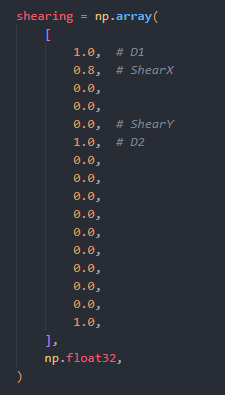 shearing = np.array(
    [
        1.0,  # D1
        0.8,  # ShearX
        0.0,
        0.0,
        0.0,  # ShearY
        1.0,  # D2
        0.0,
        0.0,
        0.0,
        0.0,
        0.0,
        0.0,
        0.0,
        0.0,
        0.0,
        1.0,
    ],
    np.float32,
)